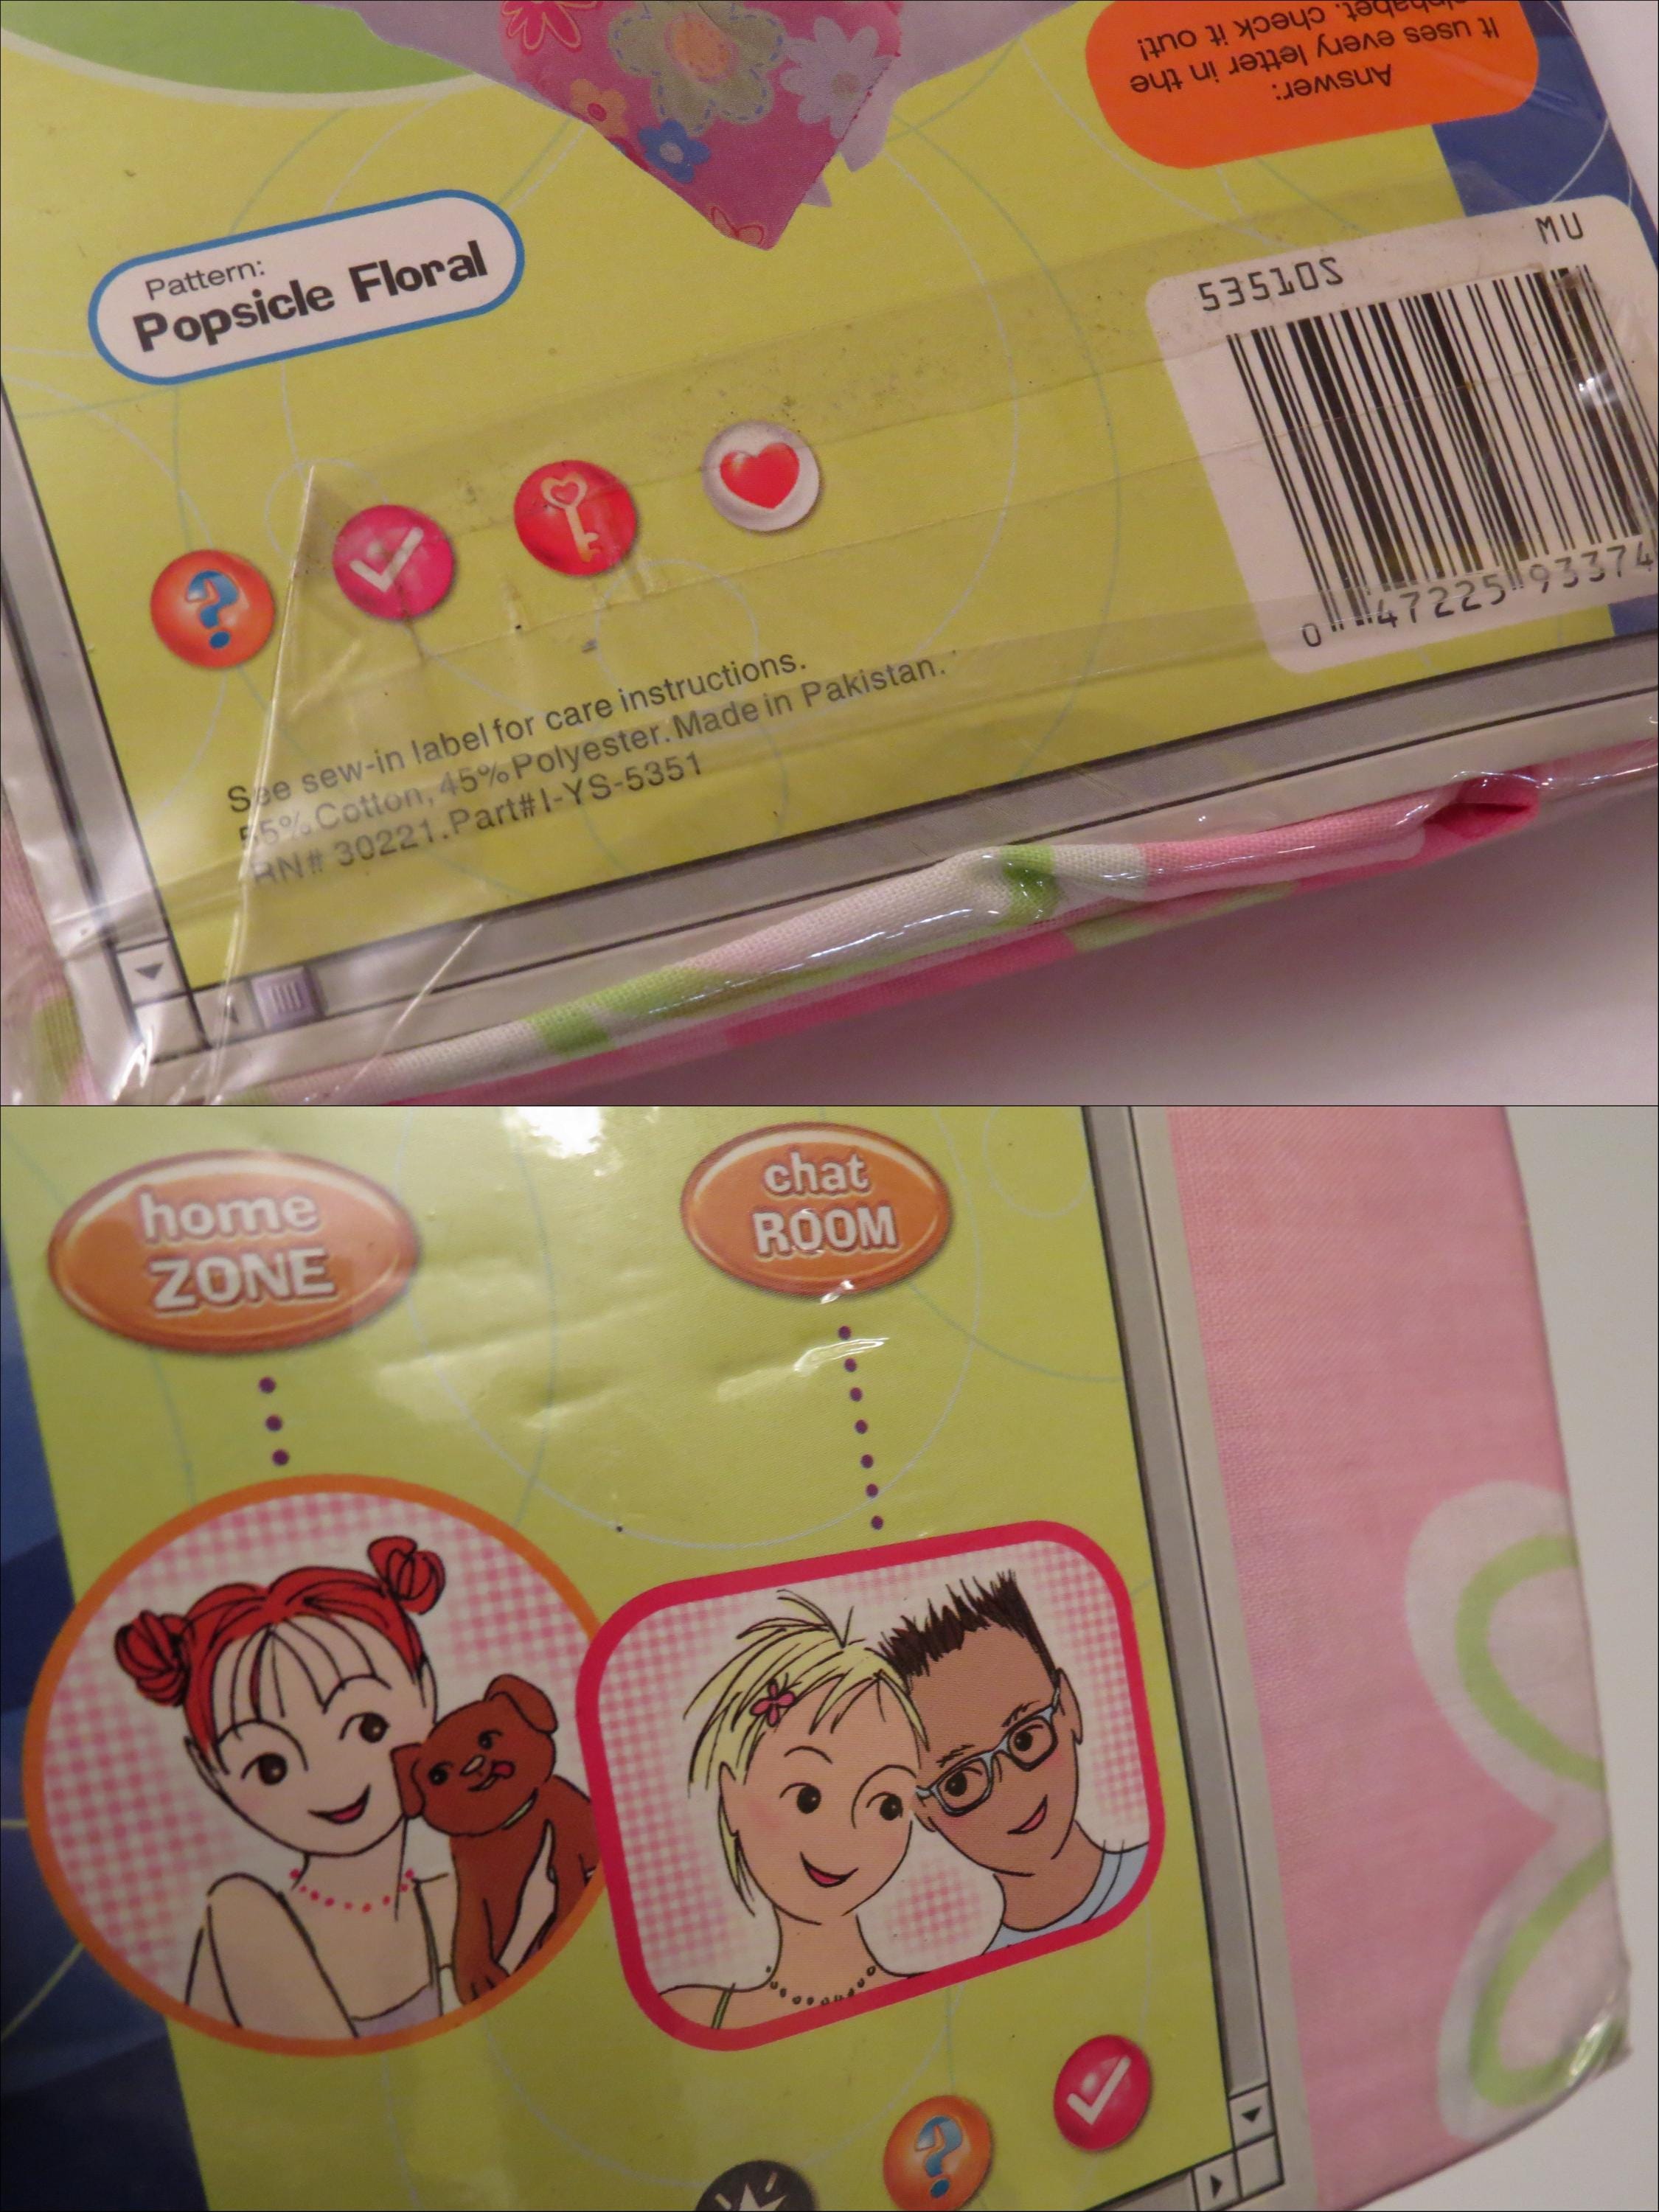 Answer:
It uses every letter in the
alphabet. check it out!
Pattern:
Popsicle Floral
53510S
MU
0 47225 93374
See sew-in label for care instructions.
55% Cotton, 45% Polyester. Made in Pakistan.
RN# 30221. Part# I-YS-5351
home
ZONE
chat
ROOM